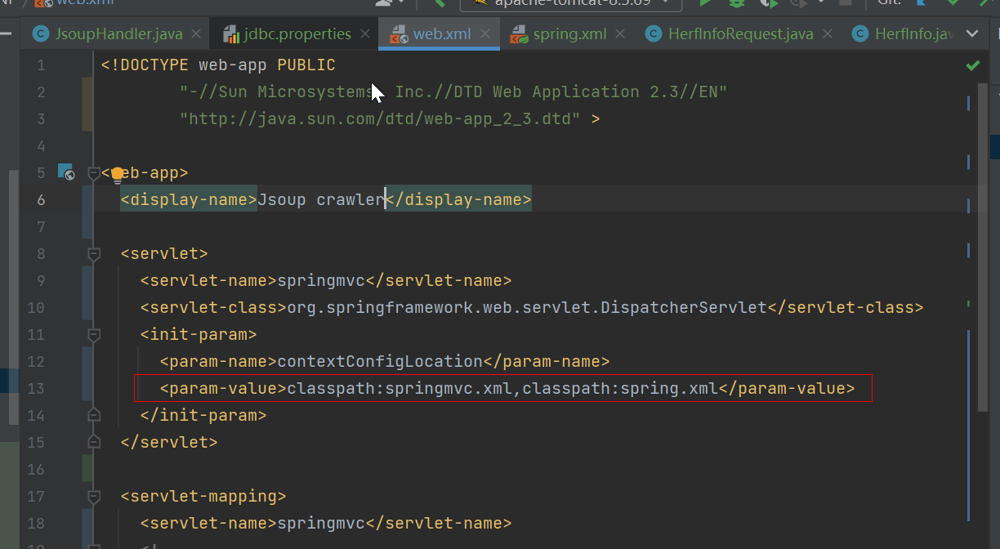 web.xml
apache-tomcat-8.5.69
Git:
JsoupHandler.java
jdbc.properties
web.xml
spring.xml
HerfInfoRequest.java
HerfInfo.jav
1 <!DOCTYPE web-app PUBLIC
2 "-//Sun Microsystems, Inc.//DTD Web Application 2.3//EN"
3 "http://java.sun.com/dtd/web-app_2_3.dtd" >
4
5 <web-app>
6 <display-name>Jsoup crawler</display-name>
7
8 <servlet>
9 <servlet-name>springmvc</servlet-name>
10 <servlet-class>org.springframework.web.servlet.DispatcherServlet</servlet-class>
11 <init-param>
12 <param-name>contextConfigLocation</param-name>
13 <param-value>classpath:springmvc.xml,classpath:spring.xml</param-value>
14 </init-param>
15 </servlet>
16
17 <servlet-mapping>
18 <servlet-name>springmvc</servlet-name>